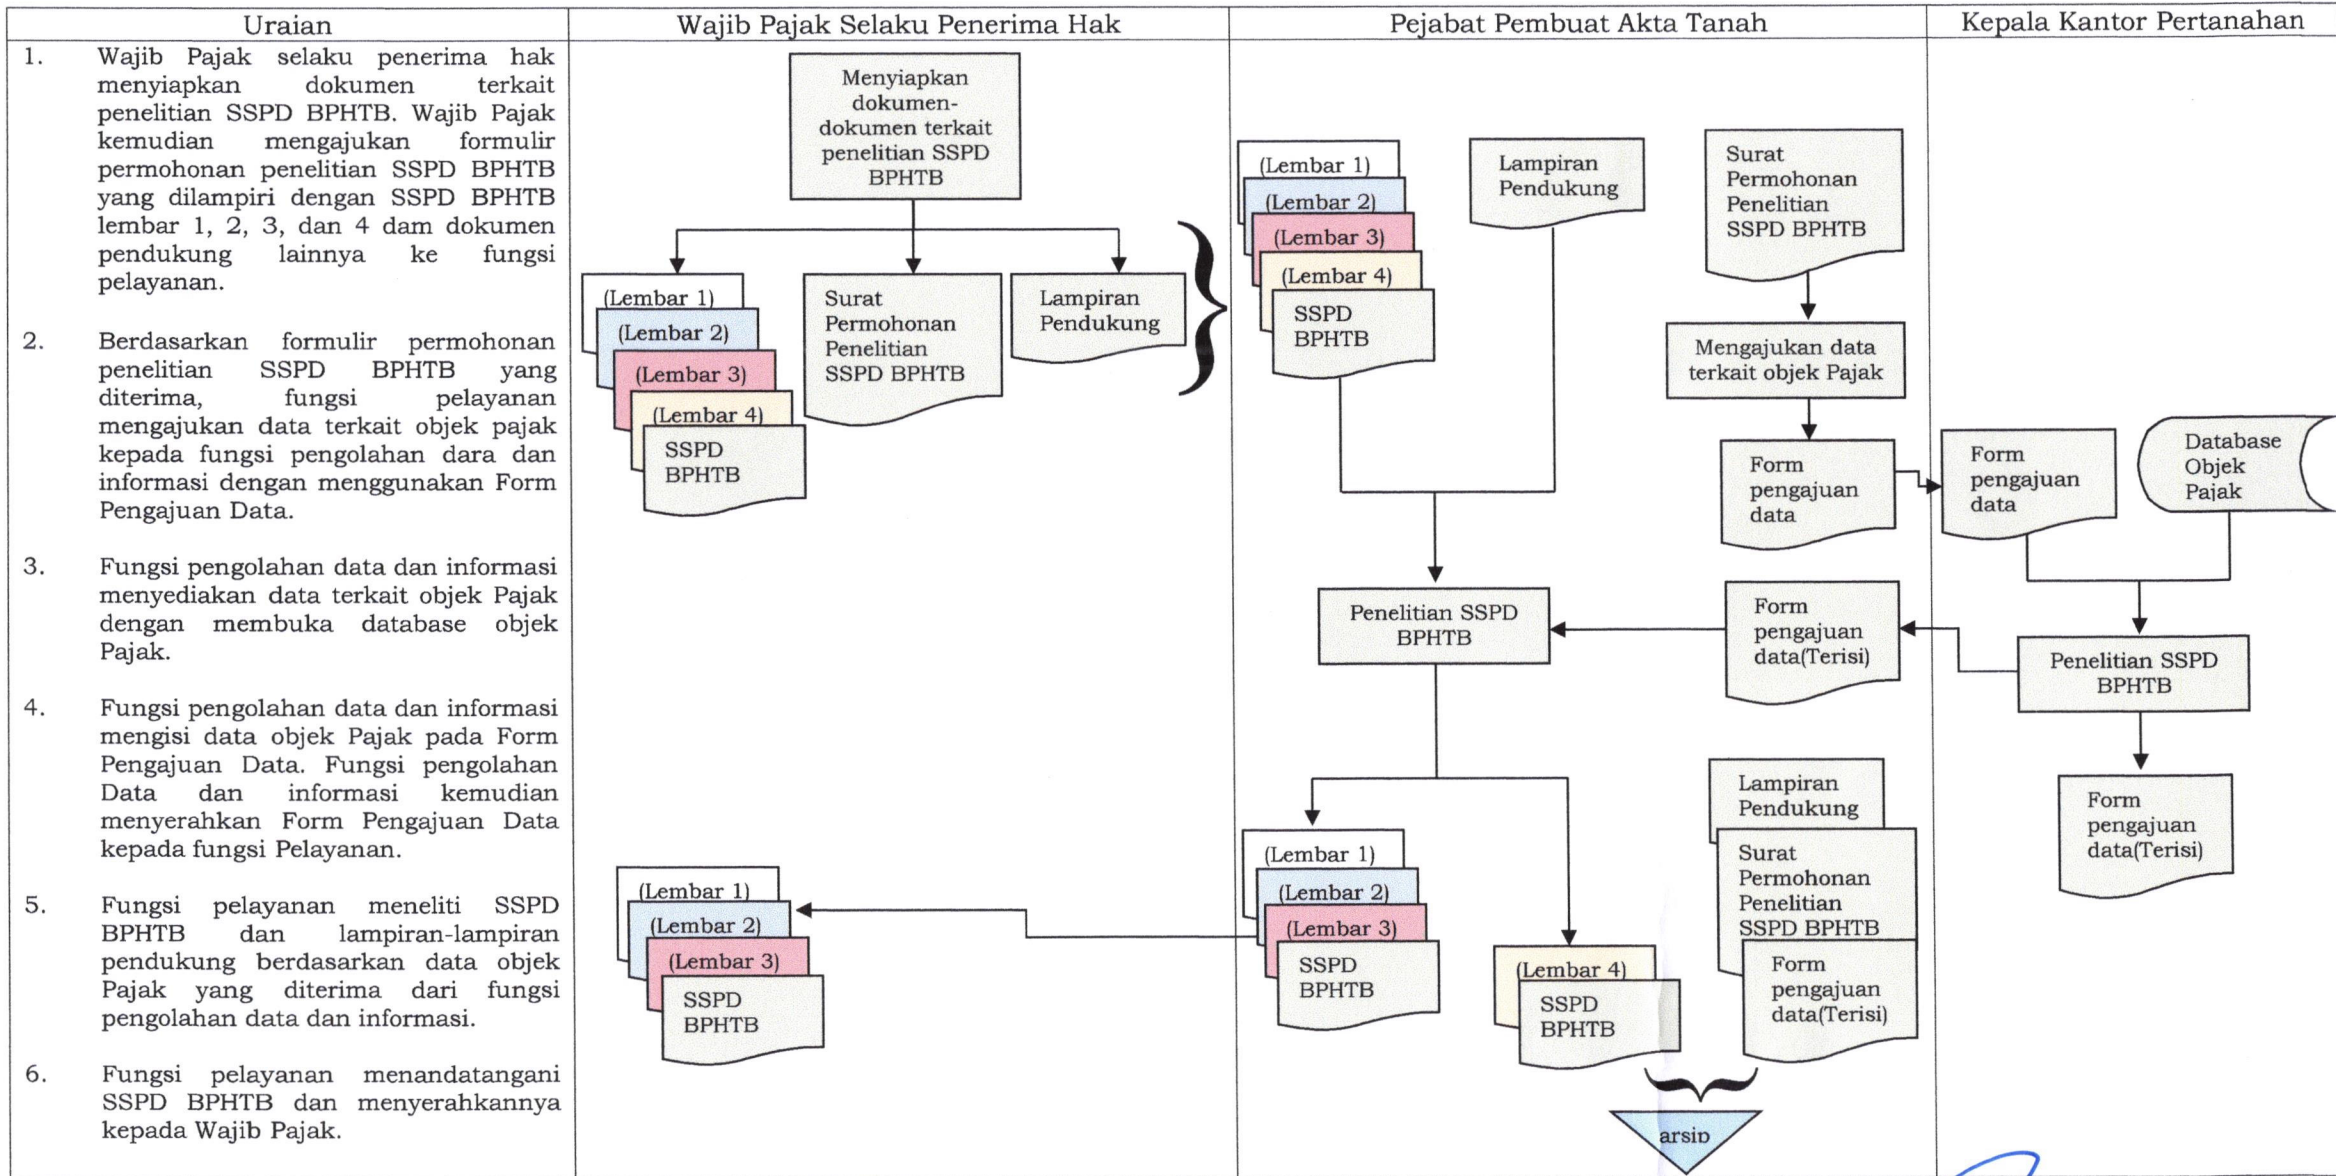 Uraian
Wajib Pajak Selaku Penerima Hak
Pejabat Pembuat Akta Tanah
Kepala Kantor Pertanahan
1. Wajib Pajak selaku penerima hak
menyiapkan dokumen terkait
penelitian SSPD BPHTB. Wajib Pajak
kemudian mengajukan formulir
permohonan penelitian SSPD BPHTB
yang dilampiri dengan SSPD BPHTB
lembar 1, 2, 3, dan 4 dam dokumen
pendukung lainnya ke fungsi
pelayanan.
2. Berdasarkan formulir permohonan
penelitian SSPD BPHTB yang
diterima, fungsi pelayanan
mengajukan data terkait objek pajak
kepada fungsi pengolahan dara dan
informasi dengan menggunakan Form
Pengajuan Data.
3. Fungsi pengolahan data dan informasi
menyediakan data terkait objek Pajak
dengan membuka database objek
Pajak.
4. Fungsi pengolahan data dan informasi
mengisi data objek Pajak pada Form
Pengajuan Data. Fungsi pengolahan
Data dan informasi kemudian
menyerahkan Form Pengajuan Data
kepada fungsi Pelayanan.
5. Fungsi pelayanan meneliti SSPD
BPHTB dan lampiran-lampiran
pendukung berdasarkan data objek
Pajak yang diterima dari fungsi
pengolahan data dan informasi.
6. Fungsi pelayanan menandatangani
SSPD BPHTB dan menyerahkannya
kepada Wajib Pajak.
Menyiapkan
dokumen-
dokumen terkait
penelitian SSPD
BPHTB
(Lembar 1)
(Lembar 2)
(Lembar 3)
(Lembar 4)
SSPD
BPHTB
Surat
Permohonan
Penelitian
SSPD BPHTB
Lampiran
Pendukung
(Lembar 1)
(Lembar 2)
(Lembar 3)
SSPD
BPHTB
(Lembar 1)
(Lembar 2)
(Lembar 3)
(Lembar 4)
SSPD
BPHTB
Lampiran
Pendukung
Surat
Permohonan
Penelitian
SSPD BPHTB
Mengajukan data
terkait objek Pajak
Form
pengajuan
data
Penelitian SSPD
BPHTB
Form
pengajuan
data(Terisi)
(Lembar 1)
(Lembar 2)
(Lembar 3)
SSPD
BPHTB
(Lembar 4)
SSPD
BPHTB
Lampiran
Pendukung
Surat
Permohonan
Penelitian
SSPD BPHTB
Form
pengajuan
data(Terisi)
arsip
Form
pengajuan
data
Database
Objek
Pajak
Penelitian SSPD
BPHTB
Form
pengajuan
data(Terisi)